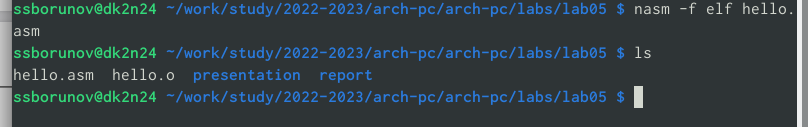 ssborunov@dk2n24 ~/work/study/2022-2023/arch-pc/arch-pc/labs/lab05 $ nasm -f elf hello.
asm
ssborunov@dk2n24 ~/work/study/2022-2023/arch-pc/arch-pc/labs/lab05 $ ls
hello.asm  hello.o  presentation  report
ssborunov@dk2n24 ~/work/study/2022-2023/arch-pc/arch-pc/labs/lab05 $